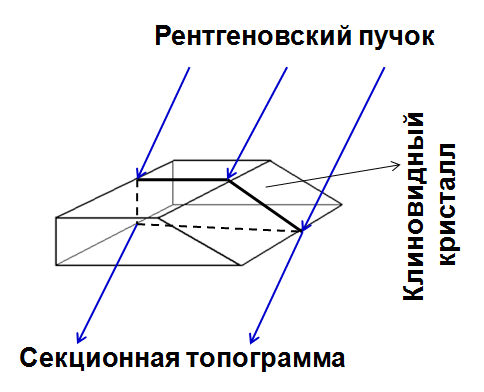 Рентгеновский пучок
Клиновидный
кристалл
Секционная топограмма